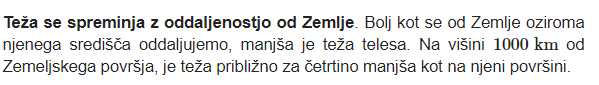 Teža se spreminja z oddaljenostjo od Zemlje. Bolj kot se od Zemlje oziroma
njenega središča oddaljujemo, manjša je teža telesa. Na višini 1000 km od
Zemeljskega površja, je teža približno za četrtino manjša kot na njeni površini.